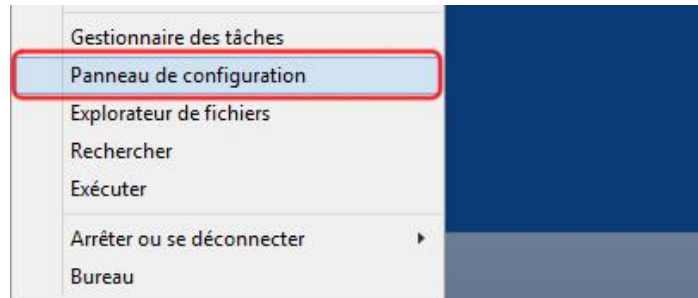 Gestionnaire des tâches
Panneau de configuration
Explorateur de fichiers
Rechercher
Exécuter
Arrêter ou se déconnecter
Bureau